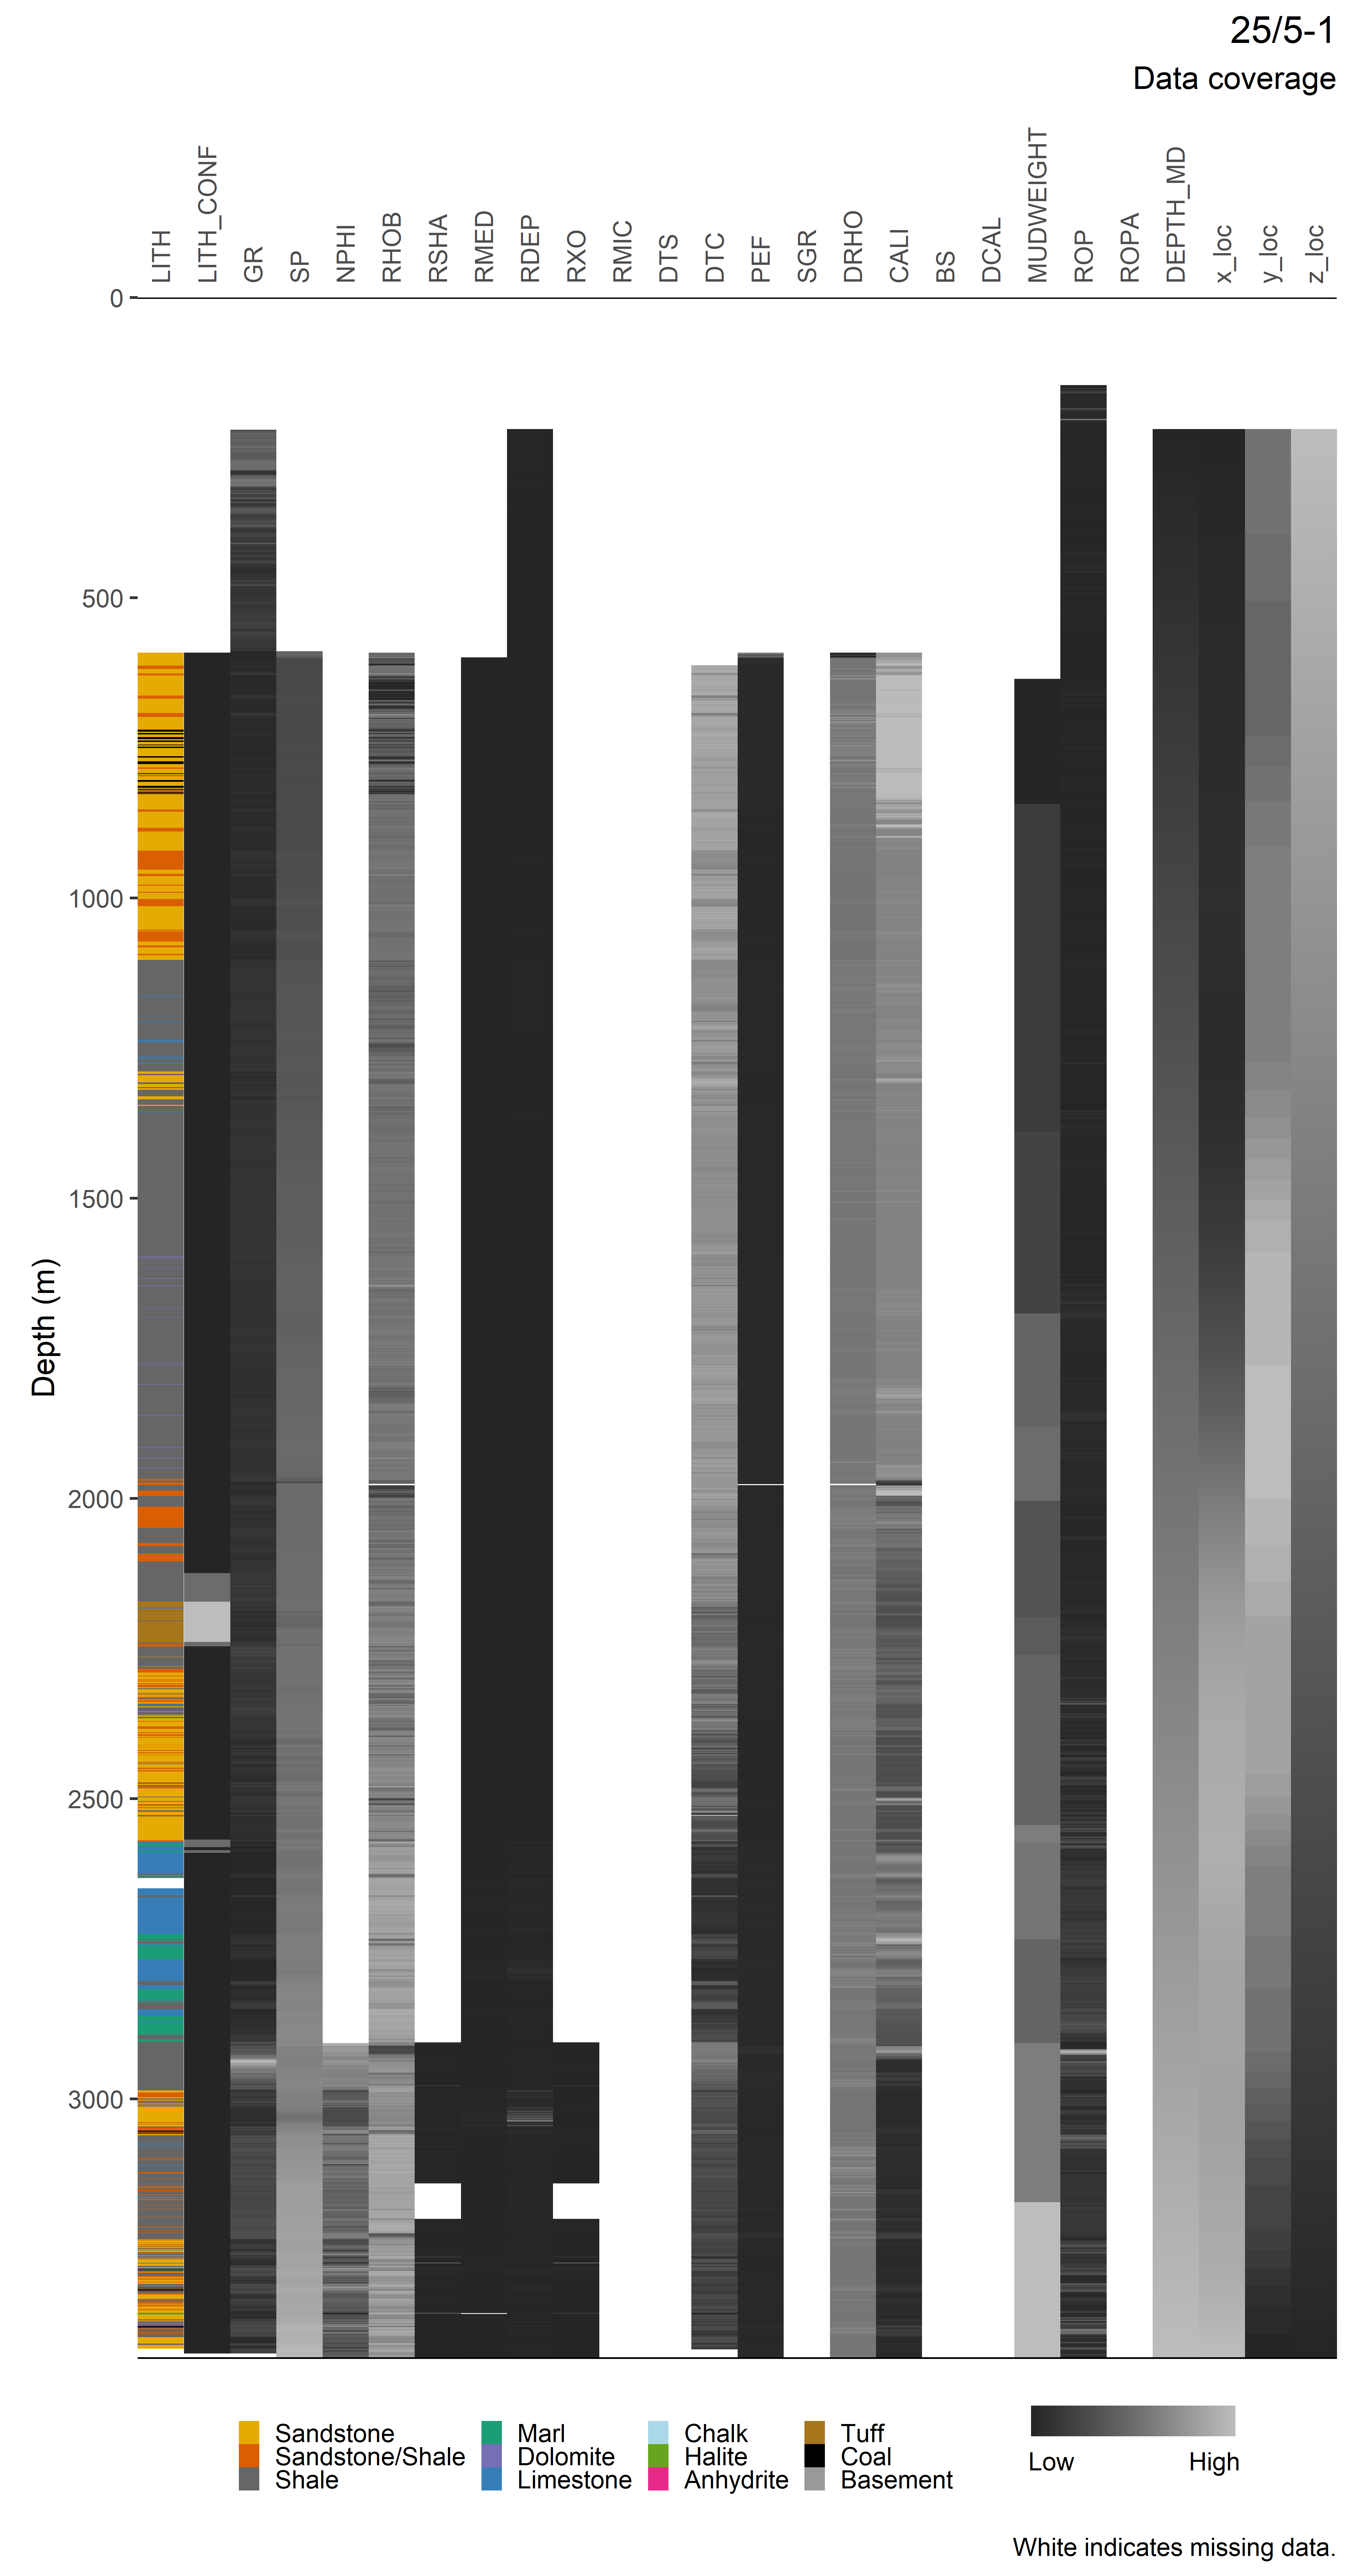 25/5-1
Data coverage
LITH
LITH_CONF
GR
SP
NPHI
RHOB
RSHA
RMED
RDEP
RXO
RMIC
DTS
DTC
PEF
SGR
DRHO
CALI
BS
DCAL
MUDWEIGHT
ROP
ROPA
DEPTH_MD
x_loc
y_loc
z_loc
0
500
1000
1500
2000
2500
3000
Depth (m)
Sandstone
Sandstone/Shale
Shale
Marl
Dolomite
Limestone
Chalk
Halite
Anhydrite
Tuff
Coal
Basement
Low High
White indicates missing data.